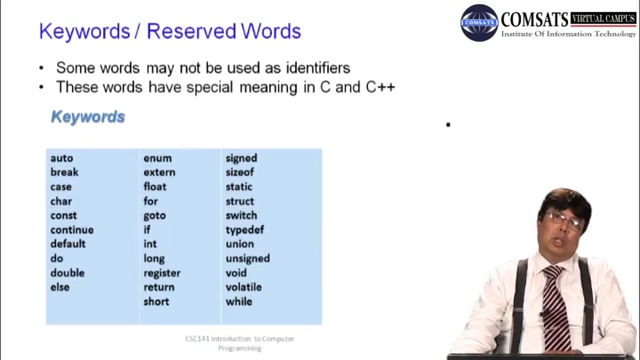 Keywords / Reserved Words
COMSATS VIRTUAL CAMPUS
Institute Of Information Technology
• Some words may not be used as identifiers
• These words have special meaning in C and C++
Keywords
auto enum signed
break extern sizeof
case float static
char for struct
const goto switch
continue if typedef
default int union
do long unsigned
double register void
else return volatile
short while
CSC141 Introduction to Computer
Programming